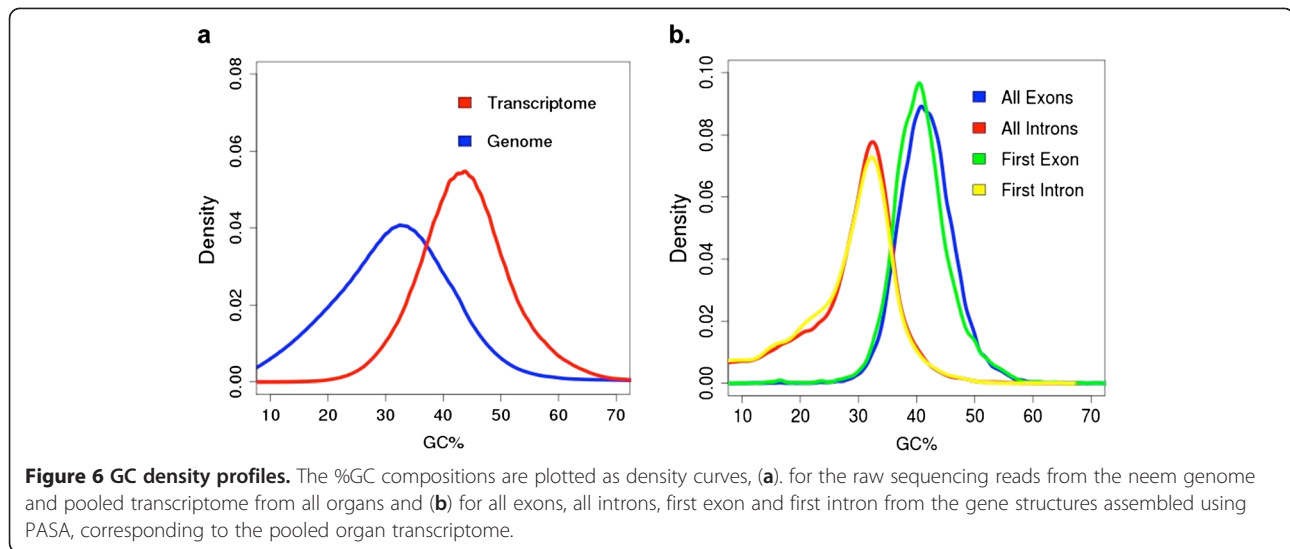 a
0.08
0.06
0.04
0.02
0.00
Density
Transcriptome
Genome
10 20 30 40 50 60 70
GC%
b.
0.10
0.08
0.06
0.04
0.02
0.00
Density
All Exons
All Introns
First Exon
First Intron
10 20 30 40 50 60 70
GC%
Figure 6 GC density profiles. The %GC compositions are plotted as density curves, (a). for the raw sequencing reads from the neem genome
and pooled transcriptome from all organs and (b) for all exons, all introns, first exon and first intron from the gene structures assembled using
PASA, corresponding to the pooled organ transcriptome.